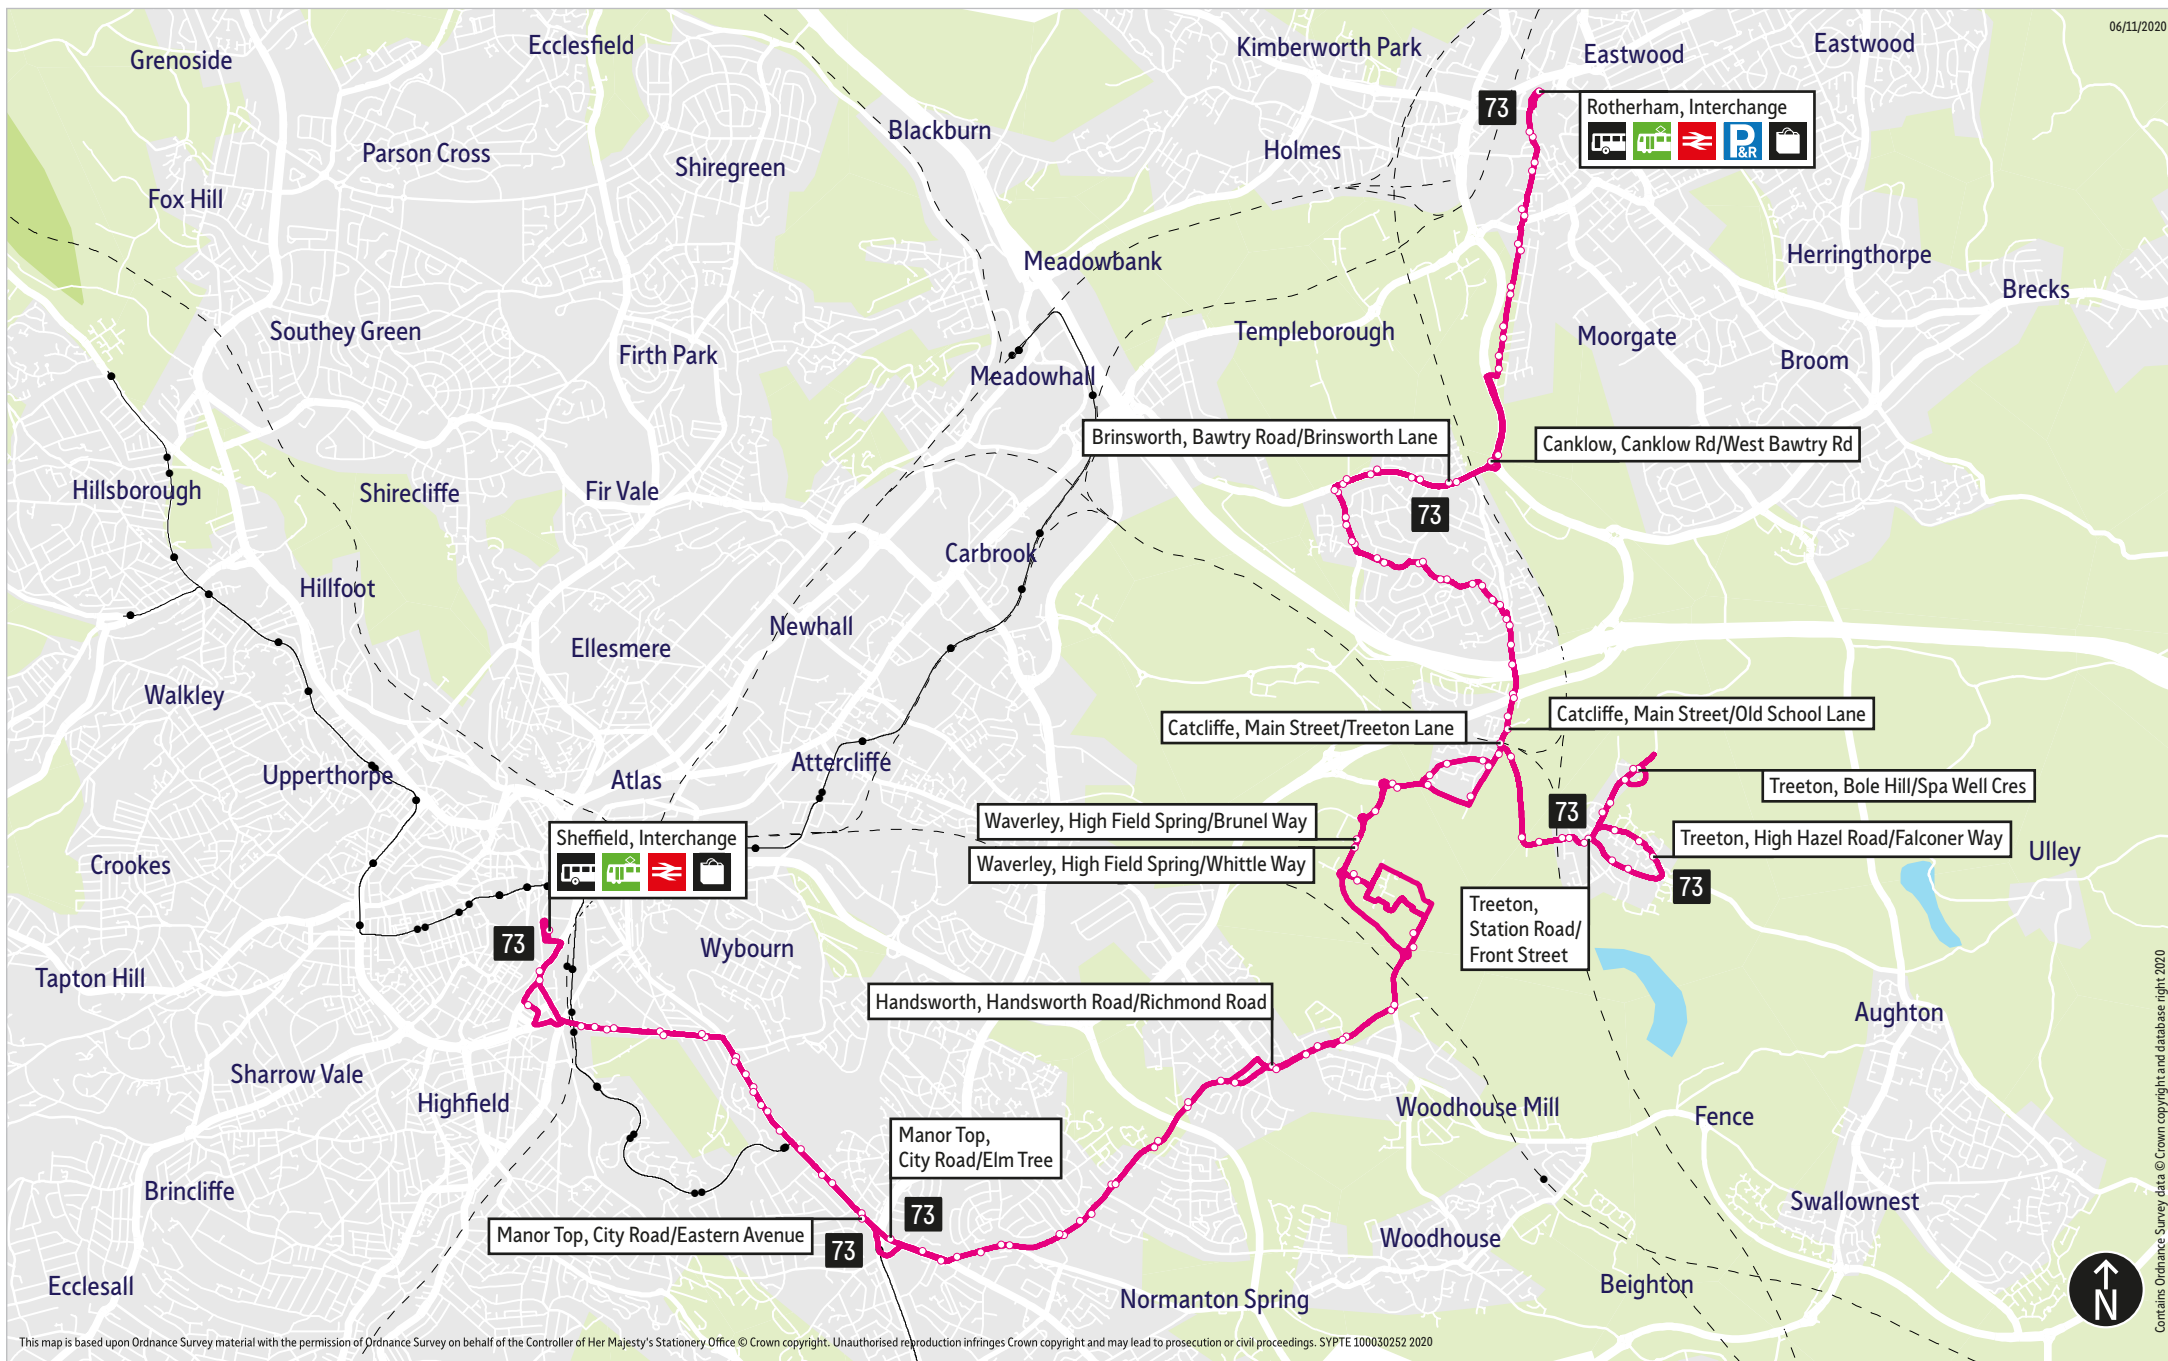 06/11/2020
Grenoside
Ecclesfield
Kimberworth Park
Eastwood
Eastwood
73
Rotherham, Interchange
P
&R
Blackburn
Parson Cross
Shiregreen
Holmes
Fox Hill
Meadowbank
Herringthorpe
Brecks
Southey Green
Firth Park
Templeborough
Moorgate
Broom
Meadowhall
Brinsworth, Bawtry Road/Brinsworth Lane
Canklow, Canklow Rd/West Bawtry Rd
Hillsborough
Shirecliffe
Fir Vale
73
Carbrook
Hillfoot
Newhall
Ellesmere
Walkley
Catcliffe, Main Street/Treeton Lane
Catcliffe, Main Street/Old School Lane
Upperthorpe
Atlas
Attercliffe
Treeton, Bole Hill/Spa Well Cres
73
Sheffield, Interchange
Waverley, High Field Spring/Brunel Way
Treeton, High Hazel Road/Falconer Way
Waverley, High Field Spring/Whittle Way
Crookes
Ulley
73
Treeton,
Station Road/
Front Street
73
Wybourn
Tapton Hill
Handsworth, Handsworth Road/Richmond Road
Aughton
Sharrow Vale
Highfield
Woodhouse Mill
Fence
Manor Top,
City Road/Elm Tree
Brincliffe
Swallownest
73
Manor Top, City Road/Eastern Avenue
73
Woodhouse
Ecclesall
Beighton
Normanton Spring
N
This map is based upon Ordnance Survey material with the permission of Ordnance Survey on behalf of the Controller of Her Majesty's Stationery Office © Crown copyright. Unauthorised reproduction infringes Crown copyright and may lead to prosecution or civil proceedings. SYPTE 100030252 2020
Contains Ordnance Survey data © Crown copyright and database right 2020